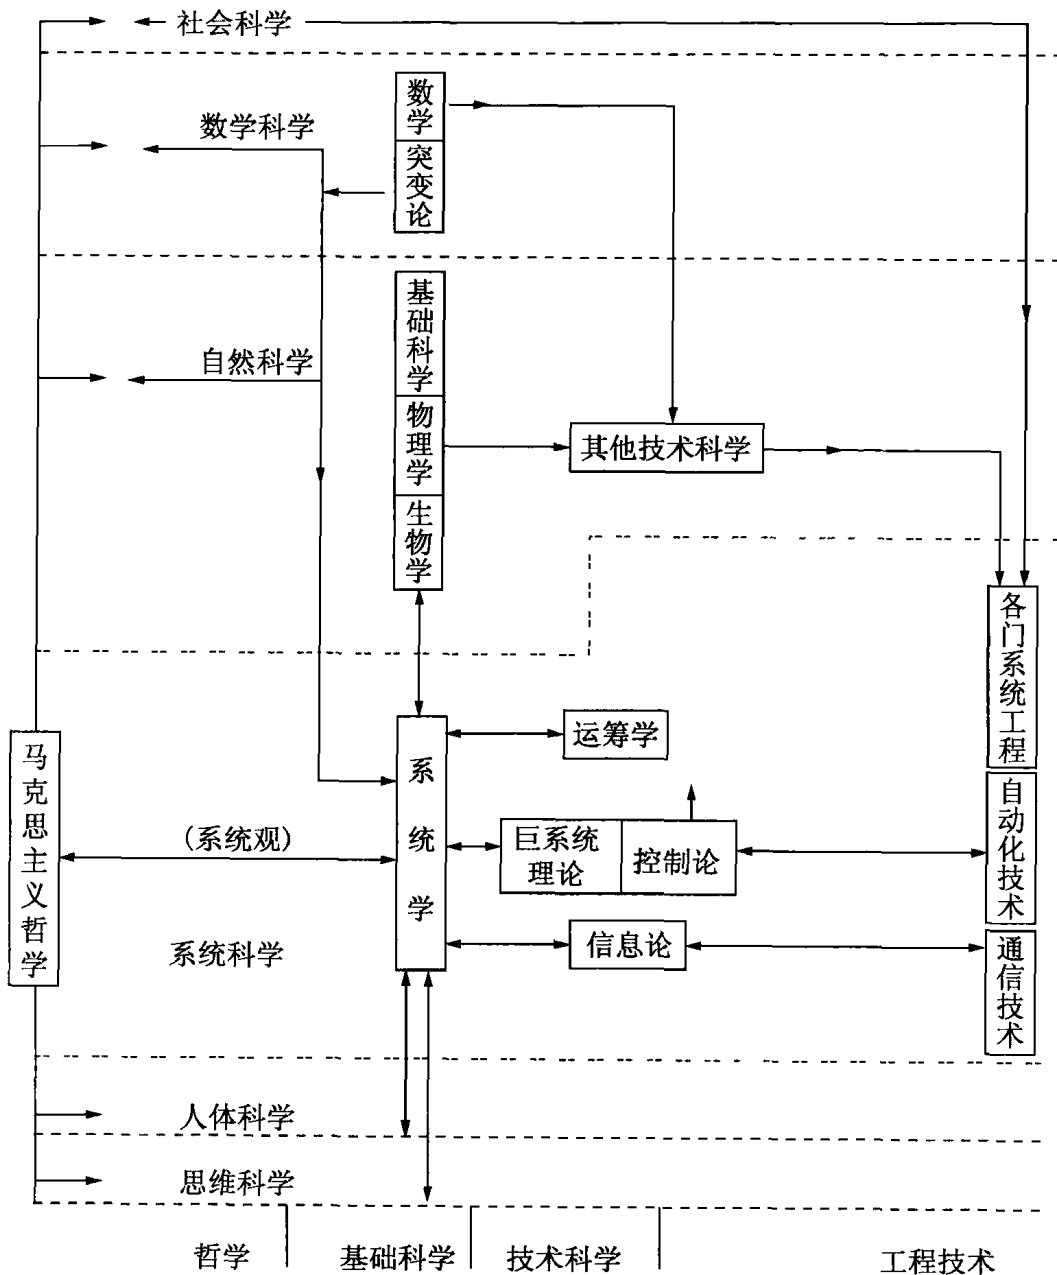 社会科学
数学
数学科学
突变论
基础科学
自然科学
物理学
其他技术科学
生物学
各门系统工程
运筹学
系统学
马克思主义哲学
自动化技术
(系统观)
巨系统
理论
控制论
系统科学
信息论
通信技术
人体科学
思维科学
哲学
基础科学
技术科学
工程技术